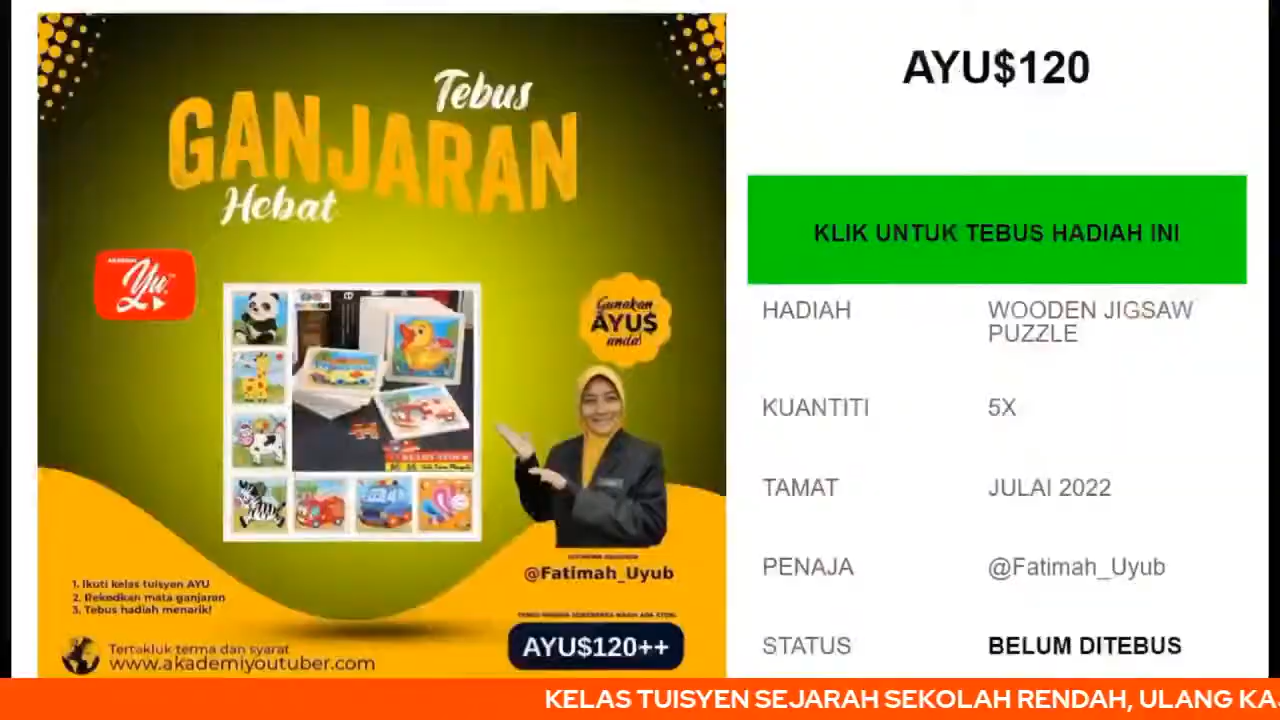 Tebus
GANJARAN
Hebat
Yu
Gunakan
AYU$
anda!
@Fatimah_Uyub
1. Ikuti kelas tuisyen AYU
2. Rekodkan mata ganjaran
3. Tebus hadiah menarik!
AYU$120++
Tertakluk terma dan syarat
www.akademiyoutuber.com
AYU$120
KLIK UNTUK TEBUS HADIAH INI
HADIAH WOODEN JIGSAW
PUZZLE
KUANTITI 5X
TAMAT JULAI 2022
PENAJA @Fatimah_Uyub
STATUS BELUM DITEBUS
KELAS TUISYEN SEJARAH SEKOLAH RENDAH, ULANG KA